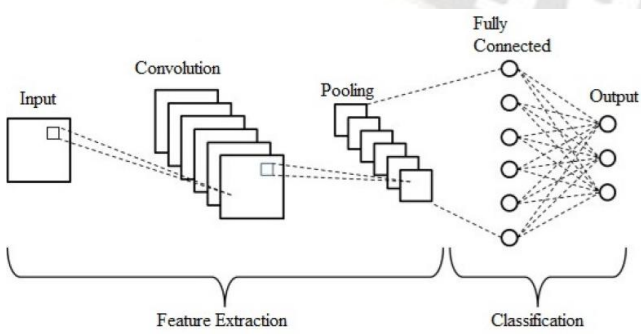 Input
Convolution
Pooling
Fully
Connected
Output
Feature Extraction
Classification